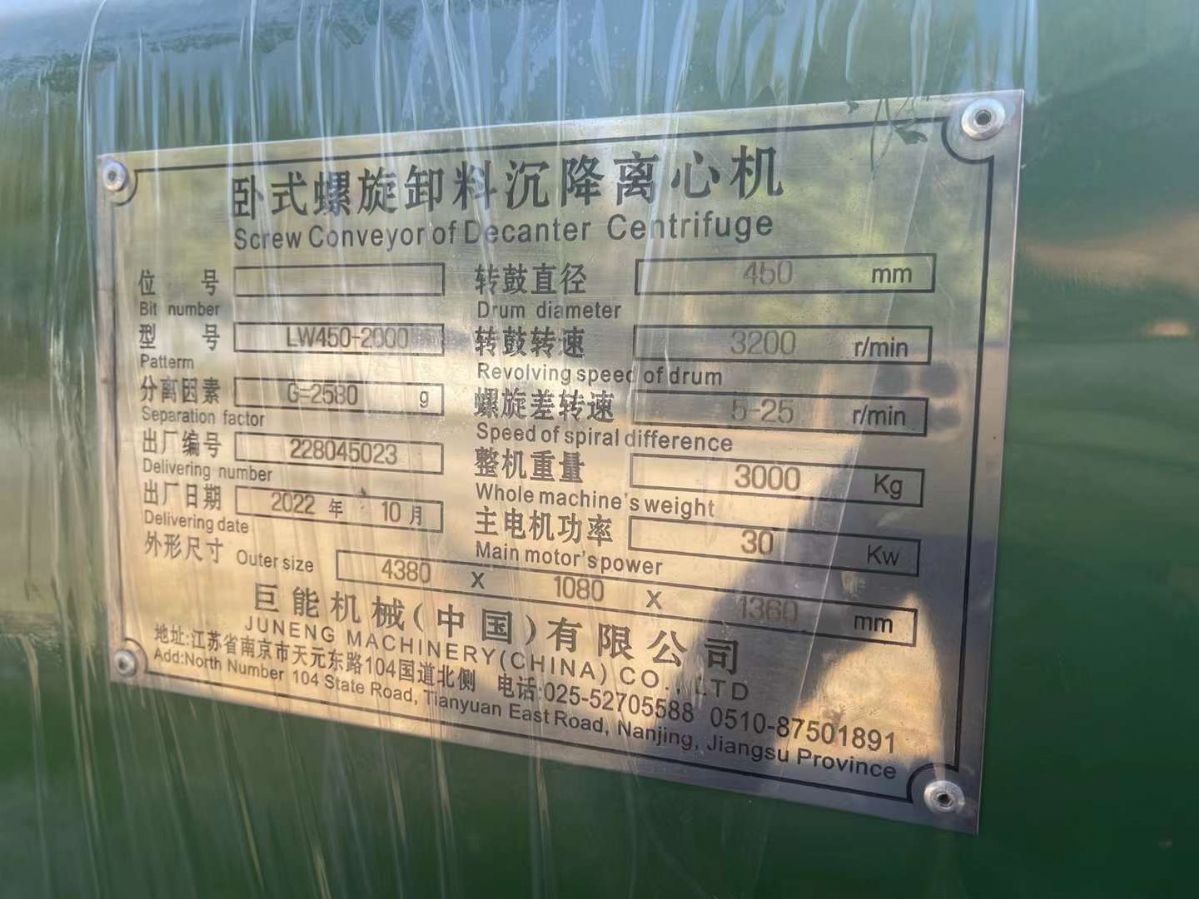 卧式螺旋卸料沉降离心机
Screw Conveyor of Decanter Centrifuge
位号
Bit number
型号 LW450-2000
Patterm
分离因素 G=2580 g
Separation factor
出厂编号 228045023
Delivering number
出厂日期 2022 年 10 月
Delivering date
转鼓直径 450 mm
Drum diameter
转鼓转速 3200 r/min
Revolving speed of drum
螺旋差转速 5-25 r/min
Speed of spiral difference
整机重量 3000 Kg
Whole machine's weight
主电机功率 30 Kw
Main motor's power
外形尺寸 Outer size 4380 X 1080 X 1360 mm
巨能机械(中国)有限公司
JUNENG MACHINERY(CHINA) CO., LTD
地址:江苏省南京市天元东路104国道北侧 电话:025-52705588 0510-87501891
Add:North Number 104 State Road, Tianyuan East Road, Nanjing, Jiangsu Province